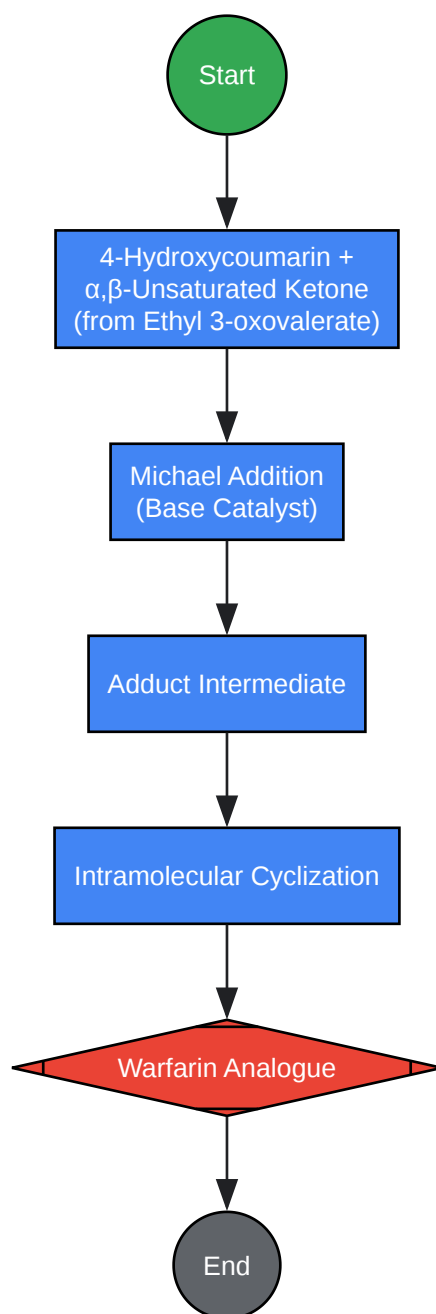 Start
4-Hydroxycoumarin +
α,β-Unsaturated Ketone
(from Ethyl 3-oxovalerate)
Michael Addition
(Base Catalyst)
Adduct Intermediate
Intramolecular Cyclization
Warfarin Analogue
End